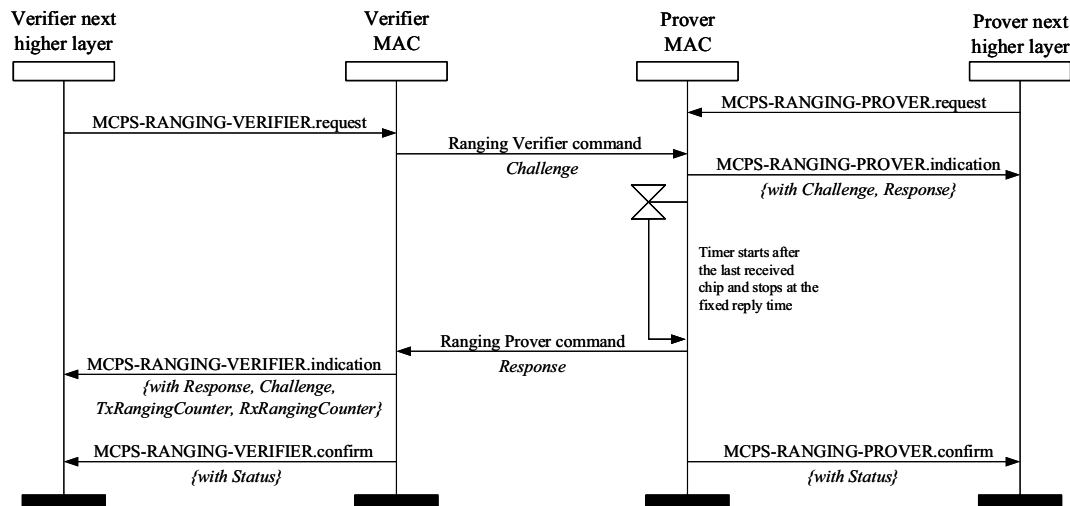 Verifier next
higher layer
Verifier
MAC
Prover
MAC
Prover next
higher layer
MCPS-RANGING-PROVER.request
MCPS-RANGING-VERIFIER.request
Ranging Verifier command
Challenge
MCPS-RANGING-PROVER.indication
{with Challenge, Response}
Timer starts after
the last received
chip and stops at the
fixed reply time
Ranging Prover command
Response
MCPS-RANGING-VERIFIER.indication
{with Response, Challenge,
TxRangingCounter, RxRangingCounter}
MCPS-RANGING-VERIFIER.confirm
{with Status}
MCPS-RANGING-PROVER.confirm
{with Status}